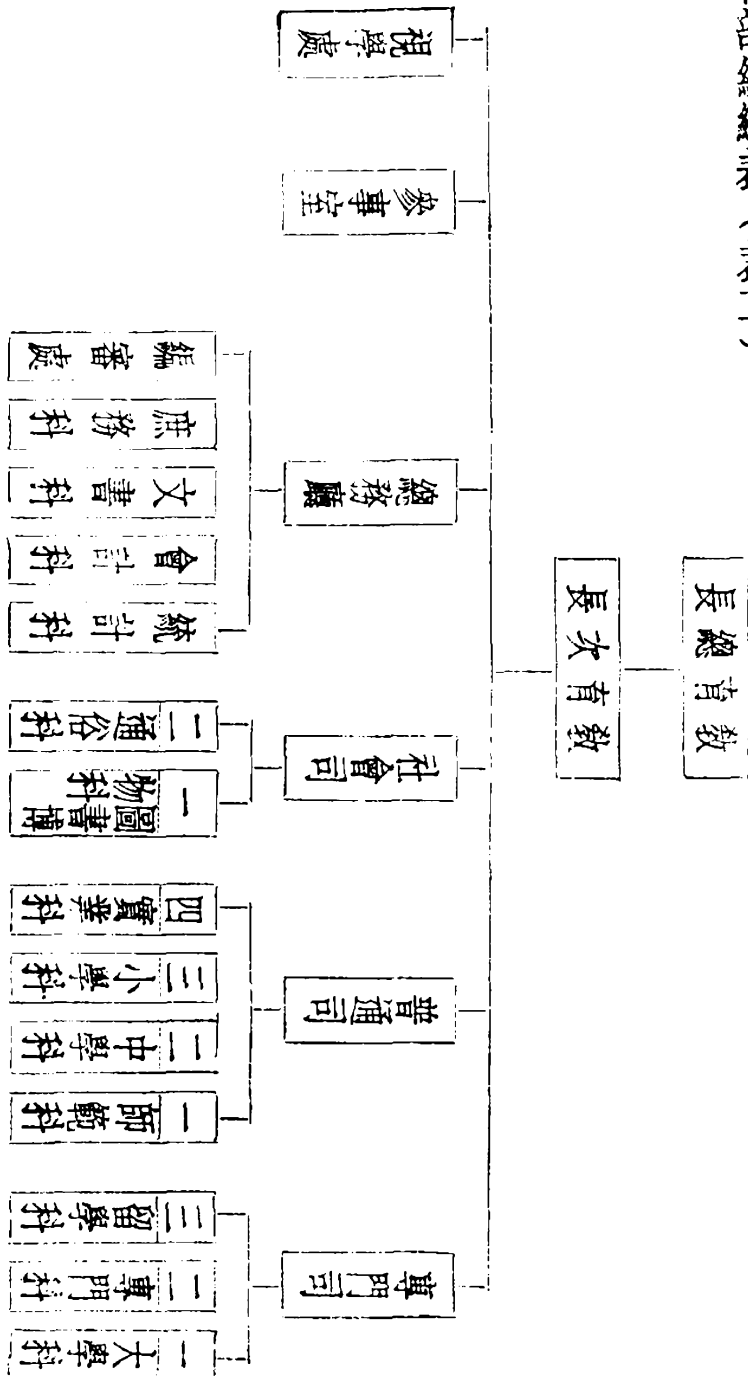 教育總長
教育次長
專門司
普通司
社會司
總務廳
參事室
視學處
一 大學科
二 專門科
三 留學科
一 師範科
二 中學科
三 小學科
四 實業科
一 圖書博
物科
二 通俗科
統計科
會計科
文書科
庶務科
編審處